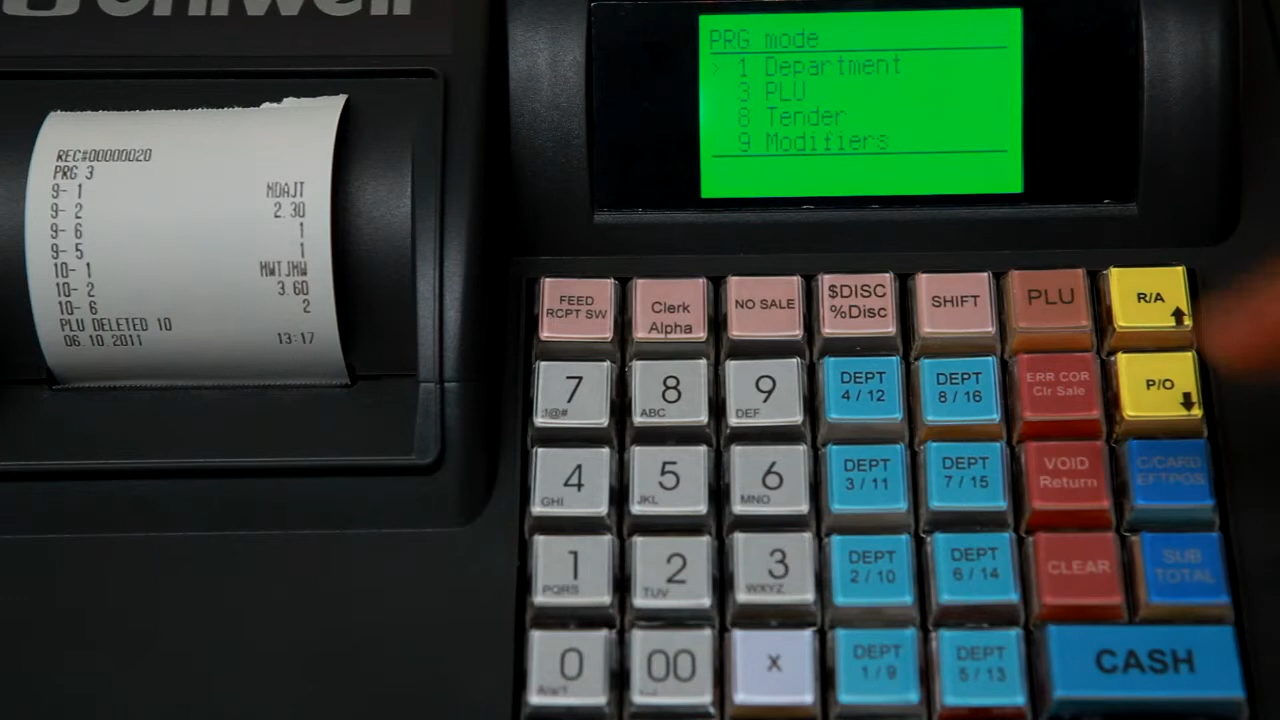 Uniwell
PRG mode
> 1 Department
3 PLU
8 Tender
9 Modifiers
REC#00000020
PRG 3
9- 1 MDAJT
9- 2 2.30
9- 6 1
9- 5 1
10- 1 MWTJMW
10- 2 3.60
10- 6 2
PLU DELETED 10
06.10.2011 13:17
FEED
RCPT SW
Clerk
Alpha
NO SALE
$DISC
%Disc
SHIFT
PLU
R/A
7
:!@#
8
ABC
9
DEF
DEPT
4 / 12
DEPT
8 / 16
ERR COR
Clr Sale
P/O
4
GHI
5
JKL
6
MNO
DEPT
3 / 11
DEPT
7 / 15
VOID
Return
C/CARD
EFTPOS
1
PQRS
2
TUV
3
WXYZ
DEPT
2 / 10
DEPT
6 / 14
CLEAR
SUB
TOTAL
0
00
X
DEPT
1 / 9
DEPT
5 / 13
CASH